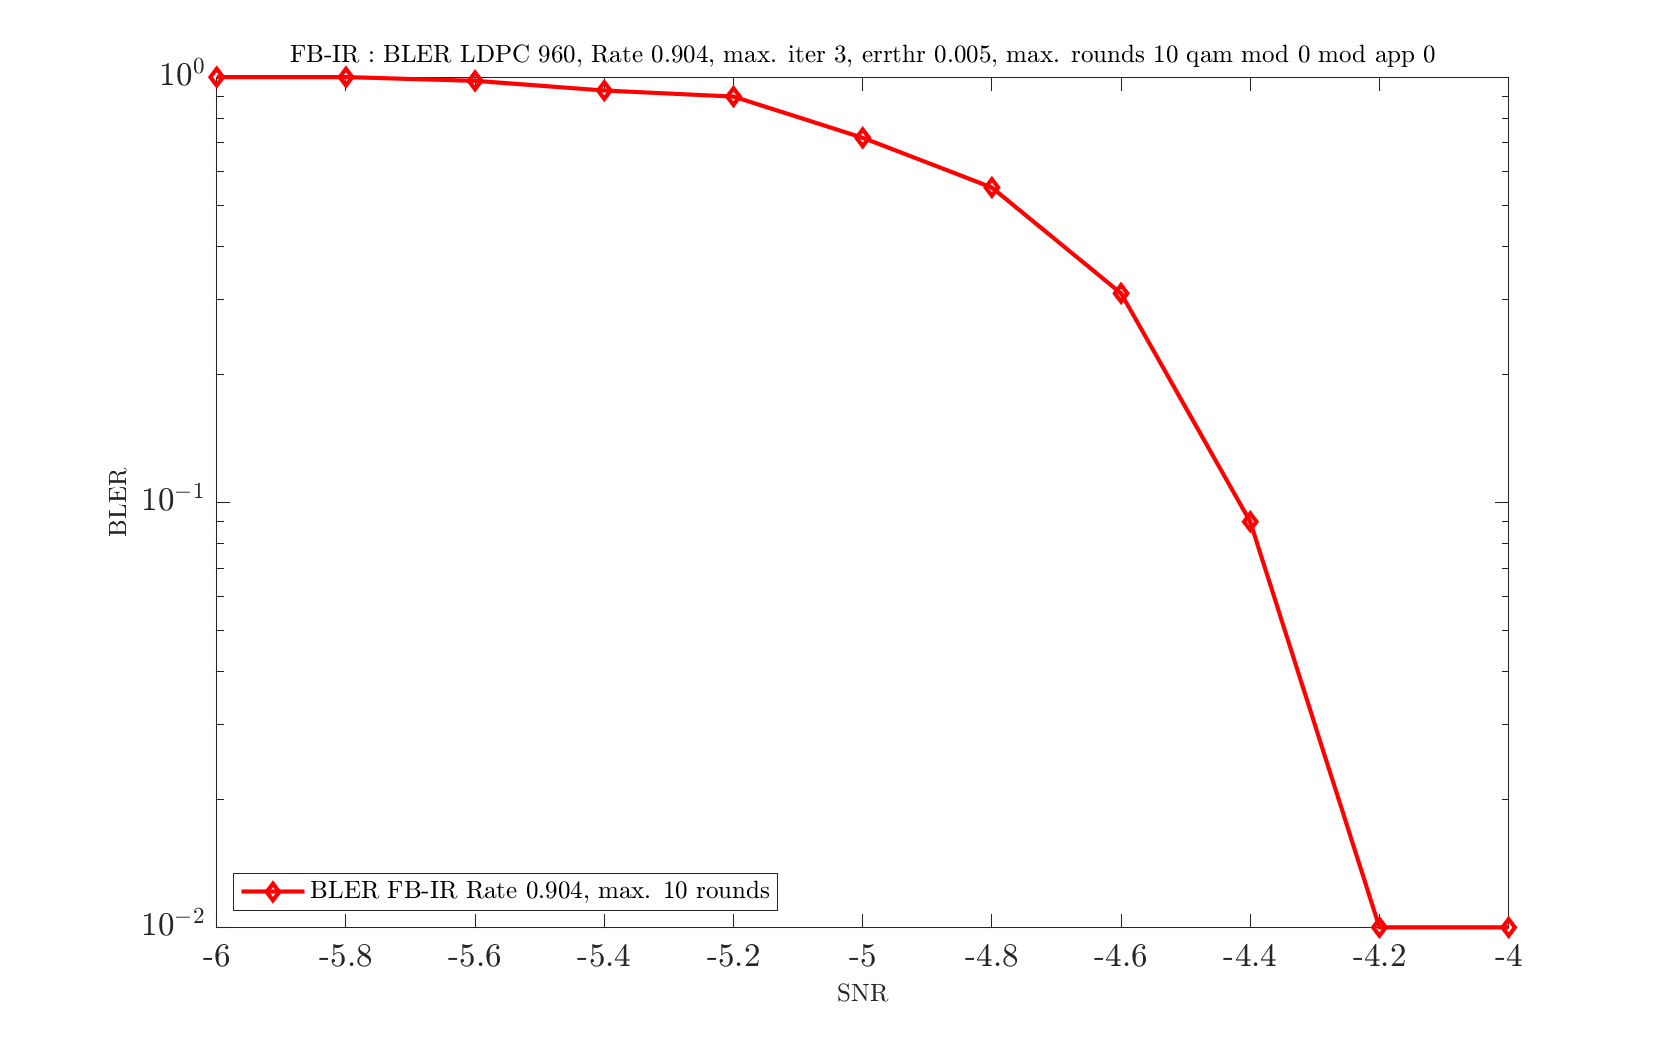 FB-IR : BLER LDPC 960, Rate 0.904, max. iter 3, errthr 0.005, max. rounds 10 qam mod 0 mod app 0
10⁰
10⁻¹
10⁻²
BLER
BLER FB-IR Rate 0.904, max. 10 rounds
-6 -5.8 -5.6 -5.4 -5.2 -5 -4.8 -4.6 -4.4 -4.2 -4
SNR